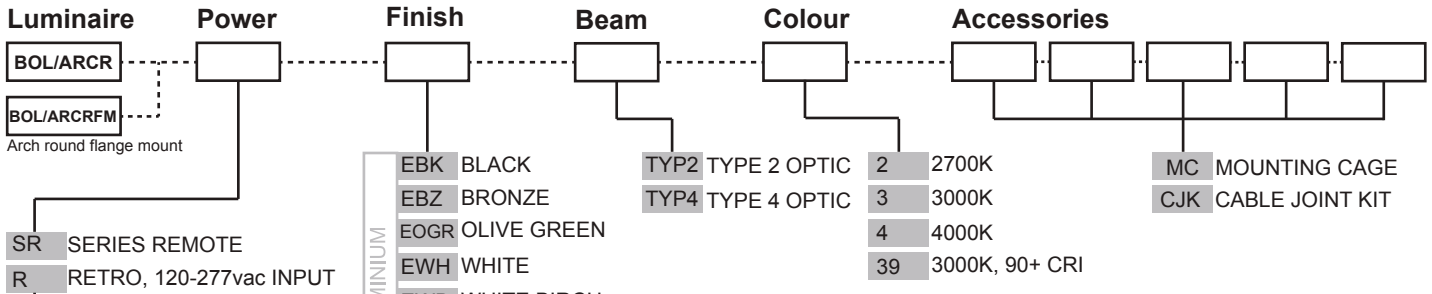 Luminaire Power Finish Beam Colour Accessories
BOL/ARCR
BOL/ARCRFM
Arch round flange mount
SR SERIES REMOTE
R RETRO, 120-277vac INPUT
EBK BLACK
EBZ BRONZE
EOGR OLIVE GREEN
EWH WHITE
TYP2 TYPE 2 OPTIC
TYP4 TYPE 4 OPTIC
2 2700K
3 3000K
4 4000K
39 3000K, 90+ CRI
MC MOUNTING CAGE
CJK CABLE JOINT KIT